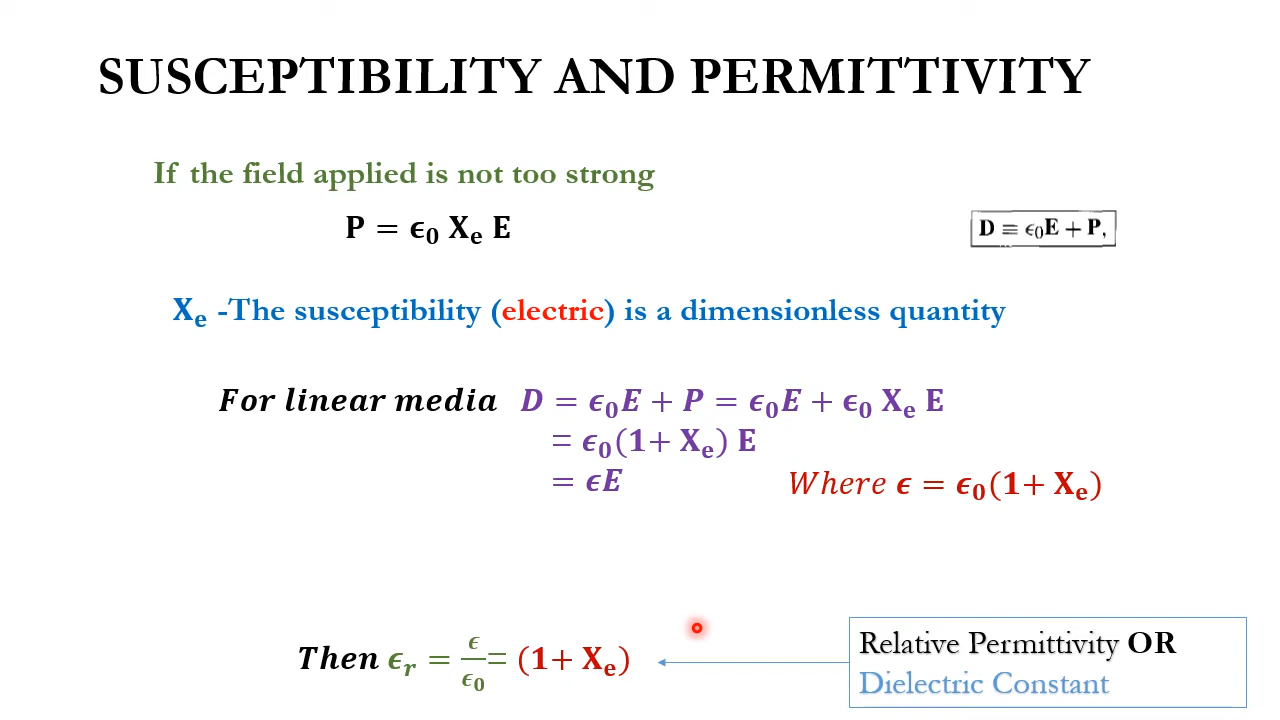 SUSCEPTIBILITY AND PERMITTIVITY
If the field applied is not too strong
P = ϵ₀ Xₑ E
D ≡ ϵ₀E + P,
Xₑ -The susceptibility (electric) is a dimensionless quantity
For linear media D = ϵ₀E + P = ϵ₀E + ϵ₀ Xₑ E
= ϵ₀(1+ Xₑ) E
= ϵE
Where ϵ = ϵ₀(1+ Xₑ)
Then ϵᵣ = ϵ/ϵ₀ = (1+ Xₑ)
Relative Permittivity OR
Dielectric Constant